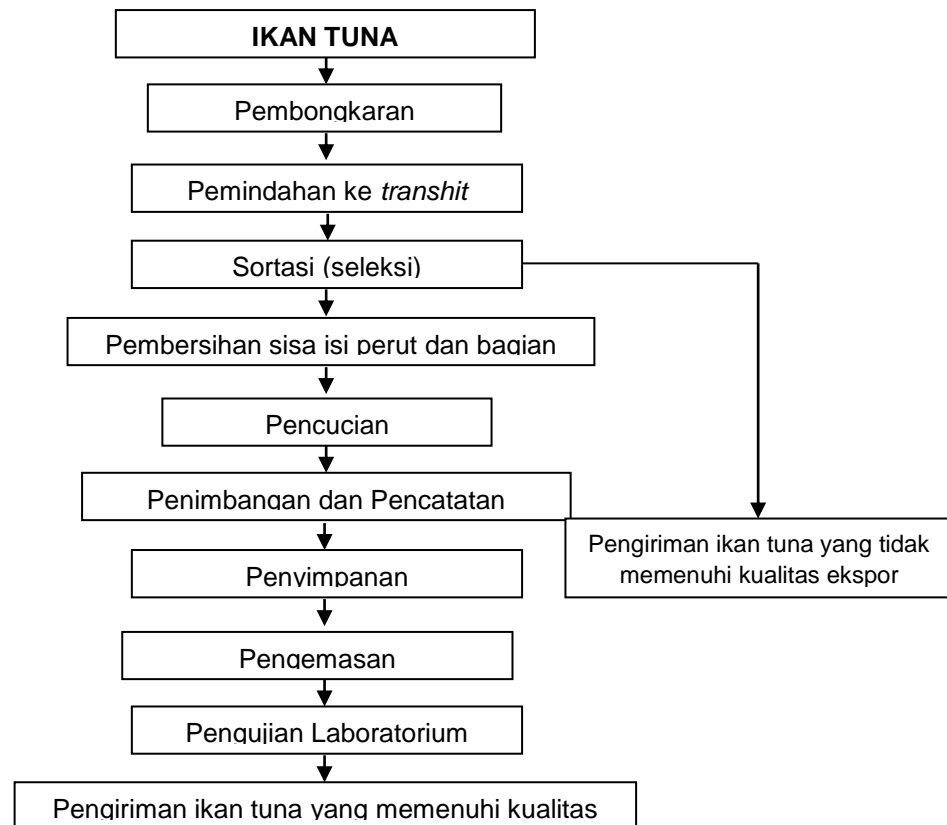 IKAN TUNA
Pembongkaran
Pemindahan ke transhit
Sortasi (seleksi)
Pembersihan sisa isi perut dan bagian
Pencucian
Penimbangan dan Pencatatan
Pengiriman ikan tuna yang tidak
memenuhi kualitas ekspor
Penyimpanan
Pengemasan
Pengujian Laboratorium
Pengiriman ikan tuna yang memenuhi kualitas